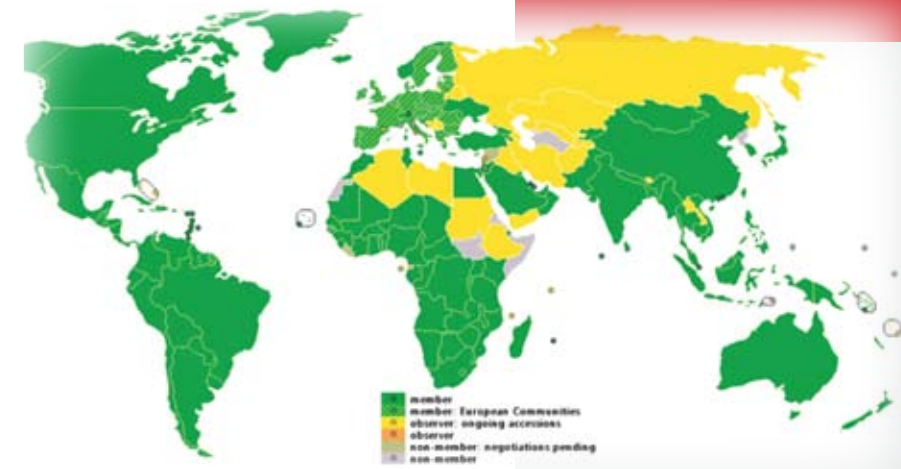 member
member: European Communities
observer: ongoing accessions
observer
non-member: negotiations pending
non-member